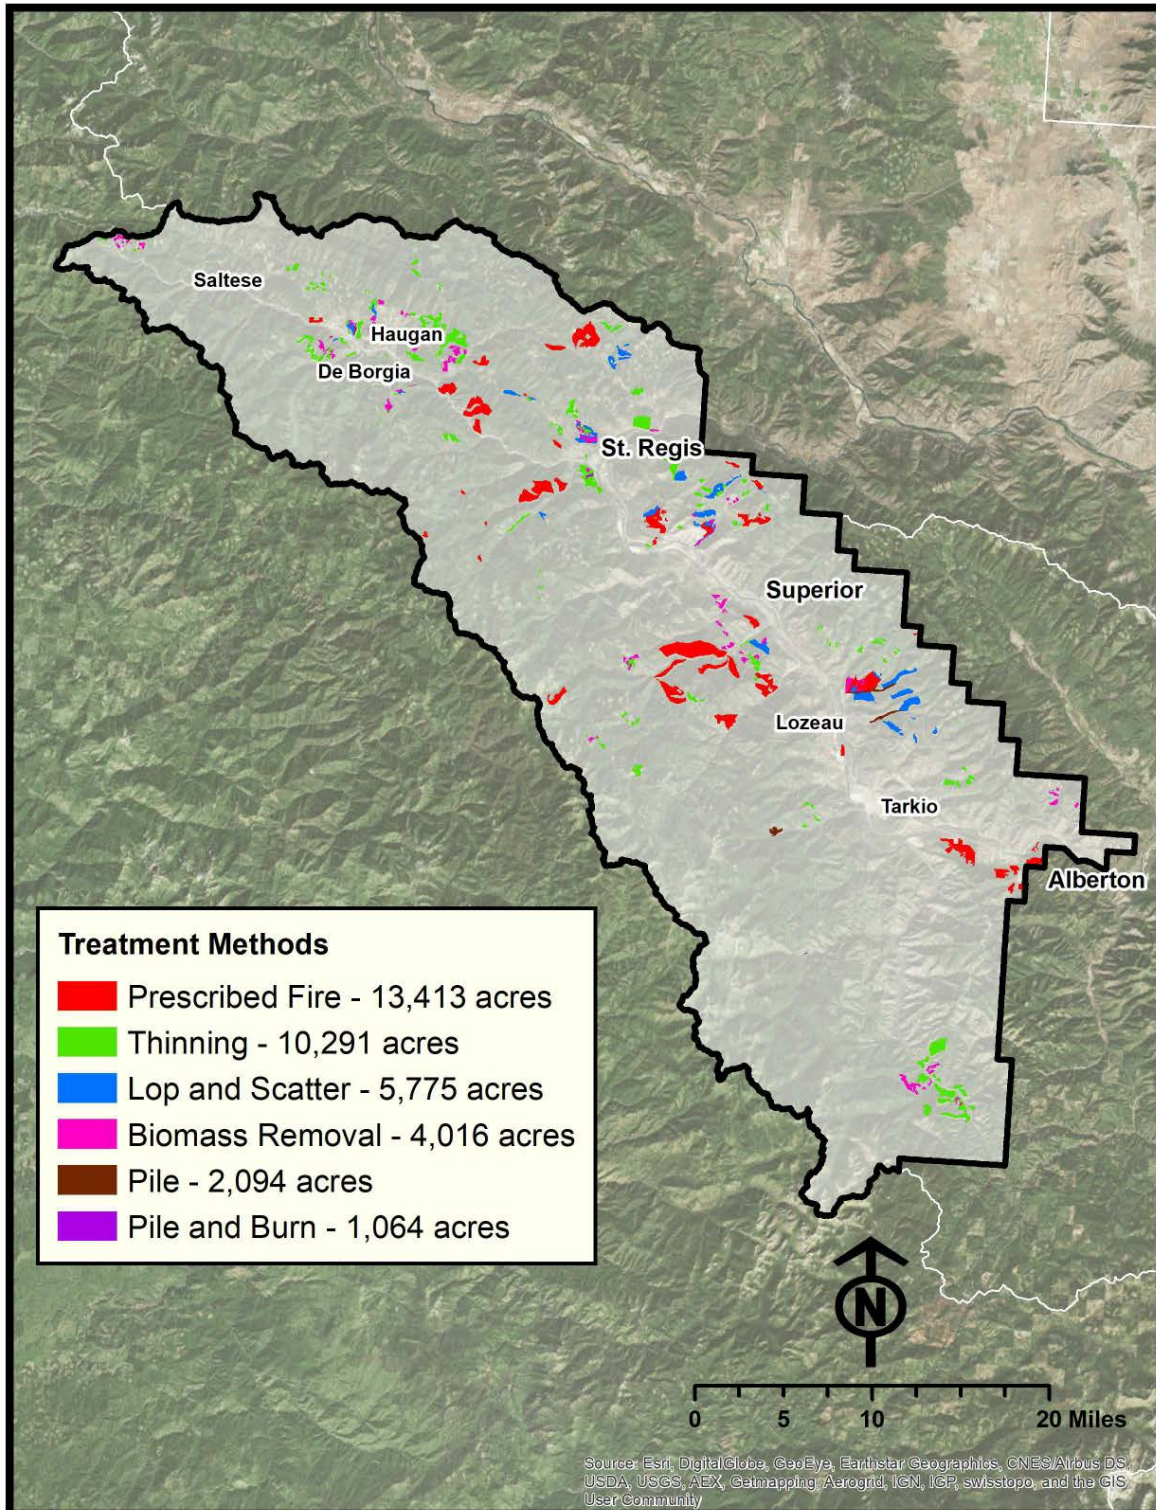 Saltese
Haugan
De Borgia
St. Regis
Superior
Lozeau
Tarkio
Alberton
Treatment Methods
Prescribed Fire - 13,413 acres
Thinning - 10,291 acres
Lop and Scatter - 5,775 acres
Biomass Removal - 4,016 acres
Pile - 2,094 acres
Pile and Burn - 1,064 acres
N
0 5 10 20 Miles
Source: Esri, DigitalGlobe, GeoEye, Earthstar Geographics, CNES/Airbus DS,
USDA, USGS, AEX, Getmapping, Aerogrid, IGN, IGP, swisstopo, and the GIS
User Community